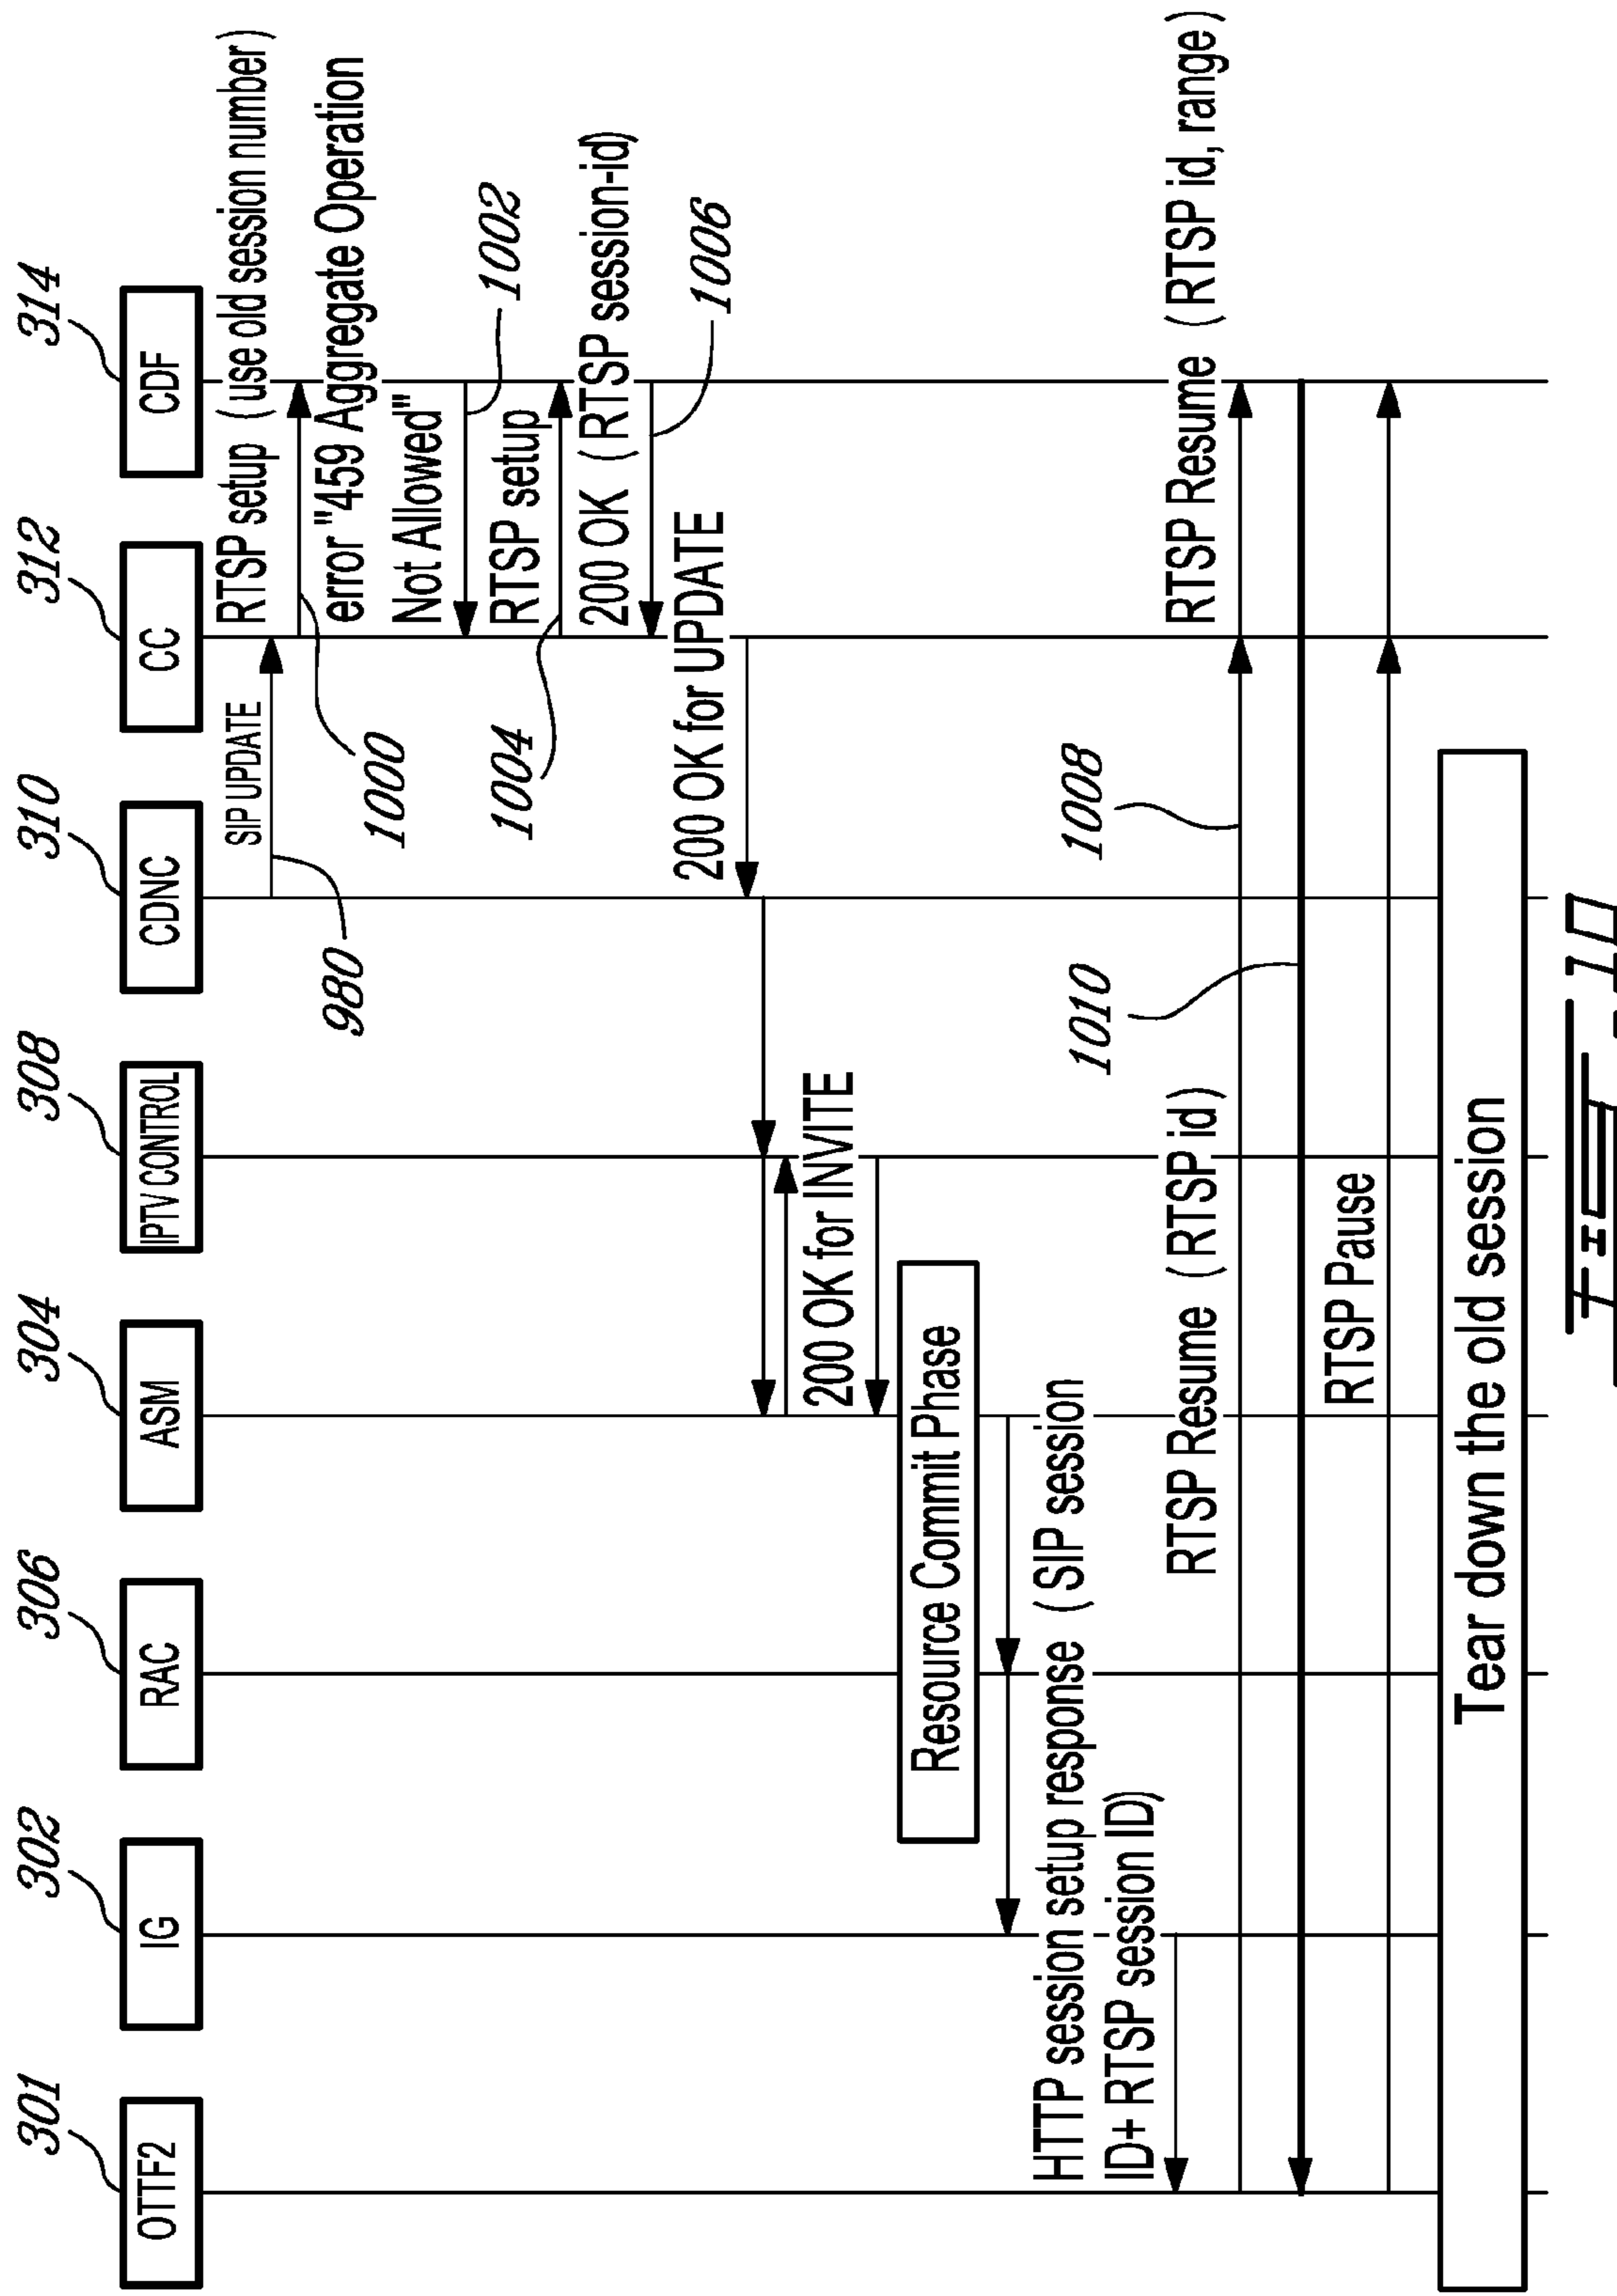 301
302
306
304
308
310
312
314
OTTF2
IG
RAC
ASM
IPTV CONTROL
CDNC
CC
CDF
RTSP setup (use old session number)
SIP UPDATE
980
1000
error "459 Aggregate Operation
Not Allowed"
1002
RTSP setup
1004
200 OK (RTSP session-id)
1006
200 OK for UPDATE
200 OK for INVITE
Resource Commit Phase
HTTP session setup response (SIP session
ID+ RTSP session ID)
RTSP Resume (RTSP id)
1008
RTSP Resume (RTSP id, range)
1010
RTSP Pause
Tear down the old session